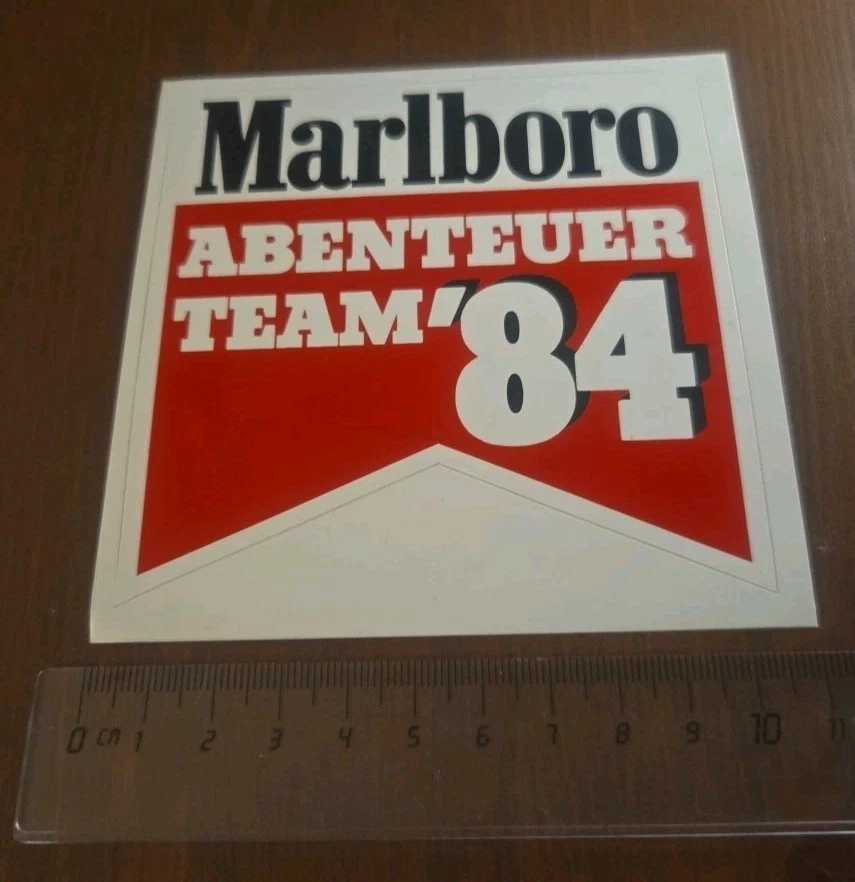 Marlboro
ABENTEUER
TEAM '84
0 cm 1 2 3 4 5 6 7 8 9 10 11